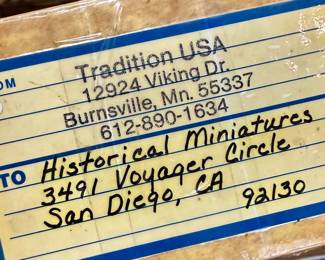 OM
Tradition USA
12924 Viking Dr.
Burnsville, Mn. 55337
612-890-1634
TO Historical Miniatures
3491 Voyager Circle
San Diego, CA 92130